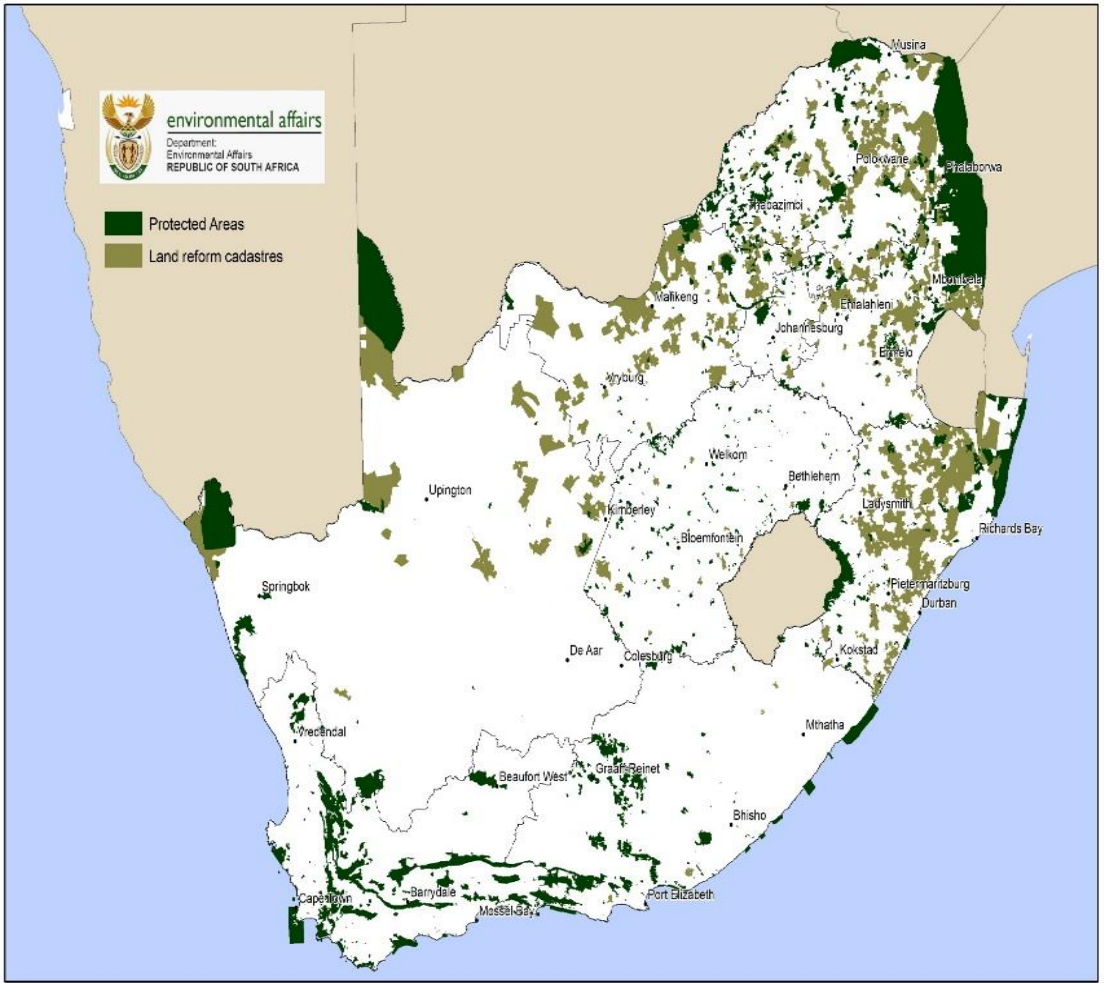 Musina
environmental affairs
Department:
Environmental Affairs
REPUBLIC OF SOUTH AFRICA
Polokwane
Phalaborwa
Thabazimbi
Protected Areas
Land reform cadastres
Mbombela
Mafikeng
Emalahleni
Johannesburg
Ermelo
Vryburg
Welkom
Bethlehem
Upington
Ladysmith
Kimberley
Richards Bay
Bloemfontein
Springbok
Pietermaritzburg
Durban
De Aar
Colesburg
Kokstad
Mthatha
Vredendal
Graaff-Reinet
Beaufort West
Bhisho
Barrydale
Port Elizabeth
Cape Town
Mossel Bay